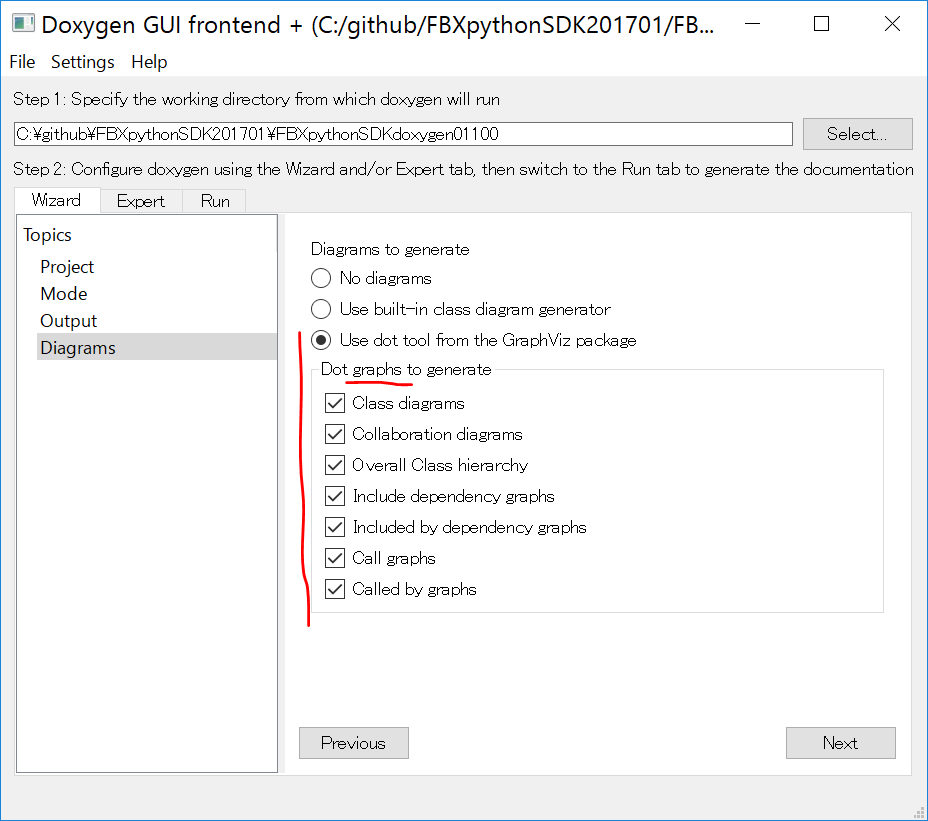 Doxygen GUI frontend + (C:/github/FBXpythonSDK201701/FB...
File Settings Help
Step 1: Specify the working directory from which doxygen will run
C:¥github¥FBXpythonSDK201701¥FBXpythonSDKdoxygen01100
Select...
Step 2: Configure doxygen using the Wizard and/or Expert tab, then switch to the Run tab to generate the documentation
Wizard Expert Run
Topics
Project
Mode
Output
Diagrams
Diagrams to generate
No diagrams
Use built-in class diagram generator
Use dot tool from the GraphViz package
Dot graphs to generate
Class diagrams
Collaboration diagrams
Overall Class hierarchy
Include dependency graphs
Included by dependency graphs
Call graphs
Called by graphs
Previous
Next